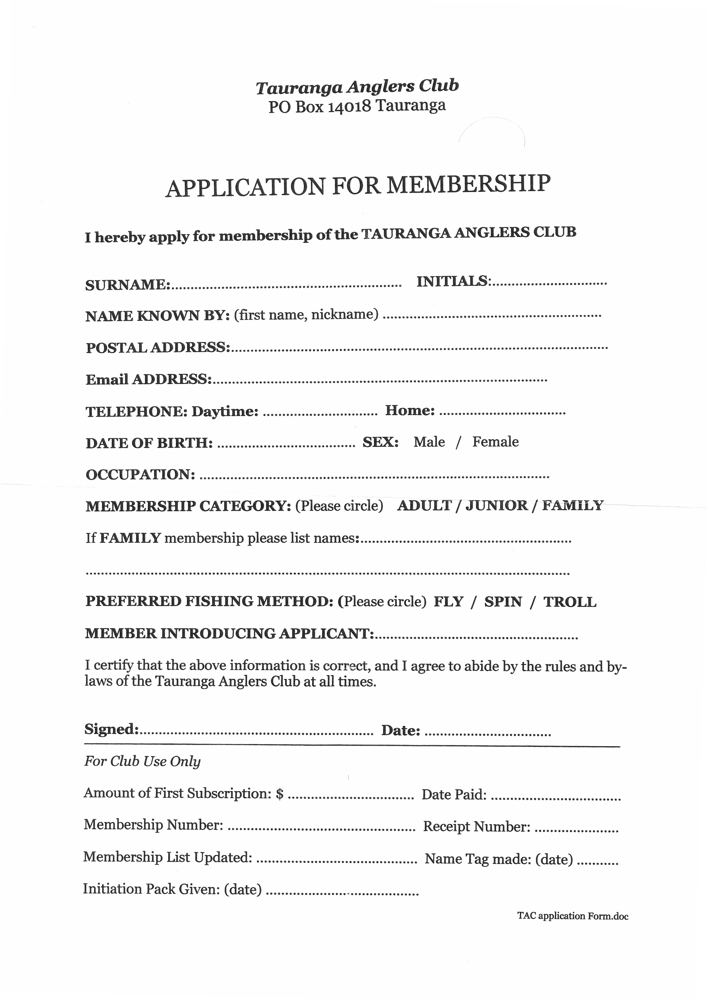 Tauranga Anglers Club
PO Box 14018 Tauranga
APPLICATION FOR MEMBERSHIP
I hereby apply for membership of the TAURANGA ANGLERS CLUB
SURNAME:............................................................ INITIALS:..............................
NAME KNOWN BY: (first name, nickname) .........................................................
POSTAL ADDRESS:..................................................................................................
Email ADDRESS:.......................................................................................
TELEPHONE: Daytime: .............................. Home: .................................
DATE OF BIRTH: .................................... SEX: Male / Female
OCCUPATION: ...........................................................................................
MEMBERSHIP CATEGORY: (Please circle) ADULT / JUNIOR / FAMILY
If FAMILY membership please list names:.......................................................
..............................................................................................................................
PREFERRED FISHING METHOD: (Please circle) FLY / SPIN / TROLL
MEMBER INTRODUCING APPLICANT:.....................................................
I certify that the above information is correct, and I agree to abide by the rules and by-
laws of the Tauranga Anglers Club at all times.
Signed:............................................................. Date: .................................
For Club Use Only
Amount of First Subscription: $ ................................. Date Paid: ..................................
Membership Number: ................................................. Receipt Number: ......................
Membership List Updated: .......................................... Name Tag made: (date) ...........
Initiation Pack Given: (date) ........................................
TAC application Form.doc